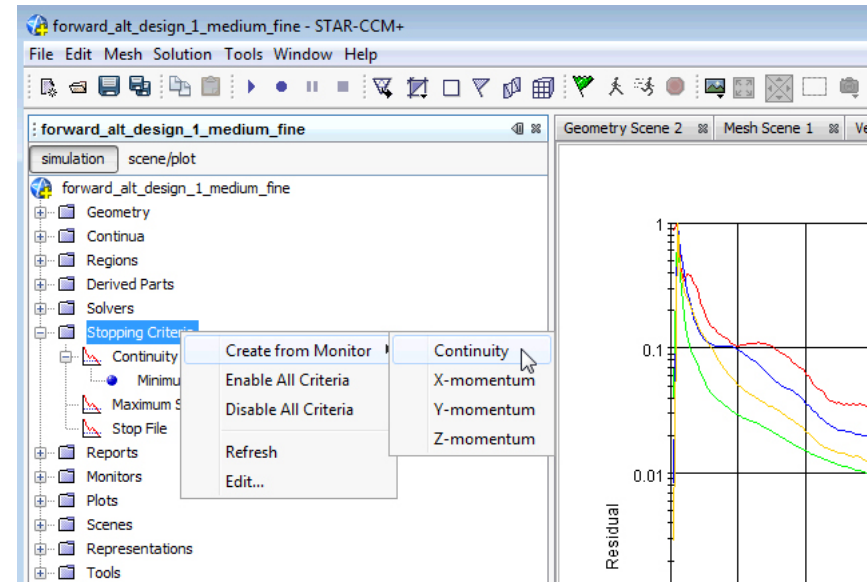 forward_alt_design_1_medium_fine - STAR-CCM+
File Edit Mesh Solution Tools Window Help
forward_alt_design_1_medium_fine
Geometry Scene 2 Mesh Scene 1
simulation scene/plot
forward_alt_design_1_medium_fine
Geometry
Continua
Regions
Derived Parts
Solvers
Stopping Criteria
Continuity
Minimu
Maximum S
Stop File
Reports
Monitors
Plots
Scenes
Representations
Tools
Create from Monitor
Enable All Criteria
Disable All Criteria
Refresh
Edit...
Continuity
X-momentum
Y-momentum
Z-momentum
1
0.1
0.01
Residual